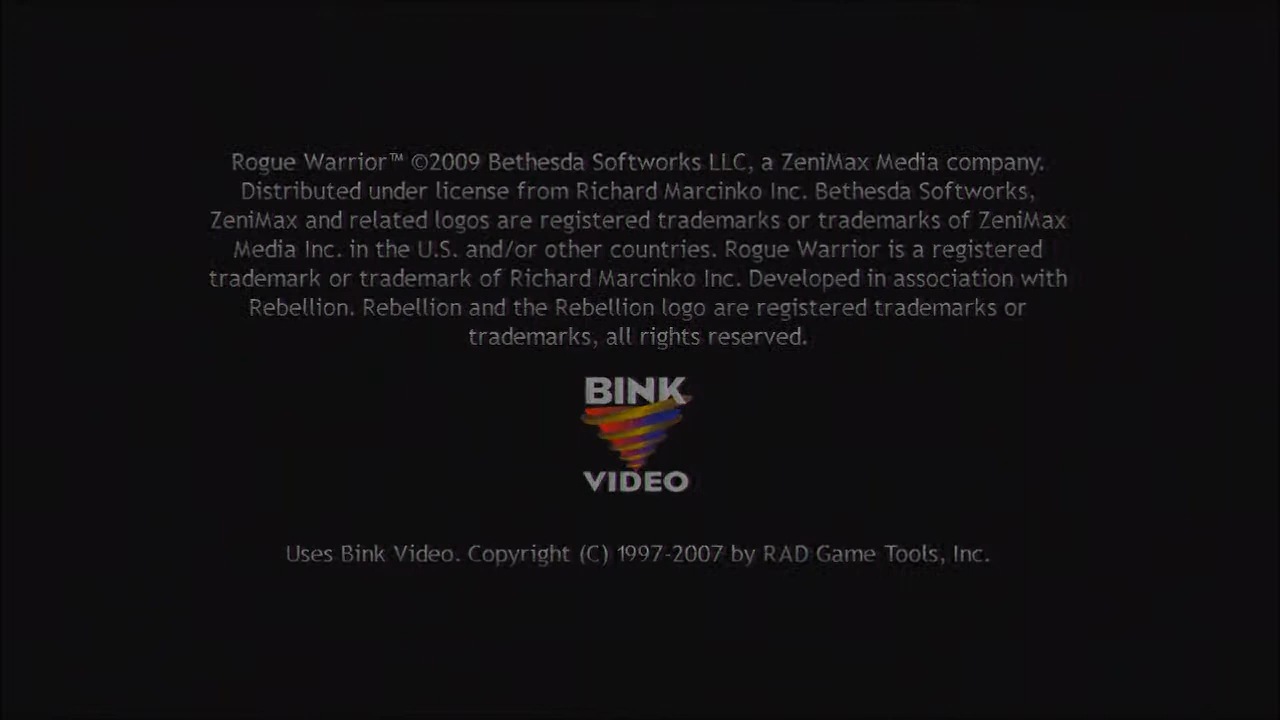 Rogue Warrior™ ©2009 Bethesda Softworks LLC, a ZeniMax Media company.
Distributed under license from Richard Marcinko Inc. Bethesda Softworks,
ZeniMax and related logos are registered trademarks or trademarks of ZeniMax
Media Inc. in the U.S. and/or other countries. Rogue Warrior is a registered
trademark or trademark of Richard Marcinko Inc. Developed in association with
Rebellion. Rebellion and the Rebellion logo are registered trademarks or
trademarks, all rights reserved.
BINK
VIDEO
Uses Bink Video. Copyright (C) 1997-2007 by RAD Game Tools, Inc.